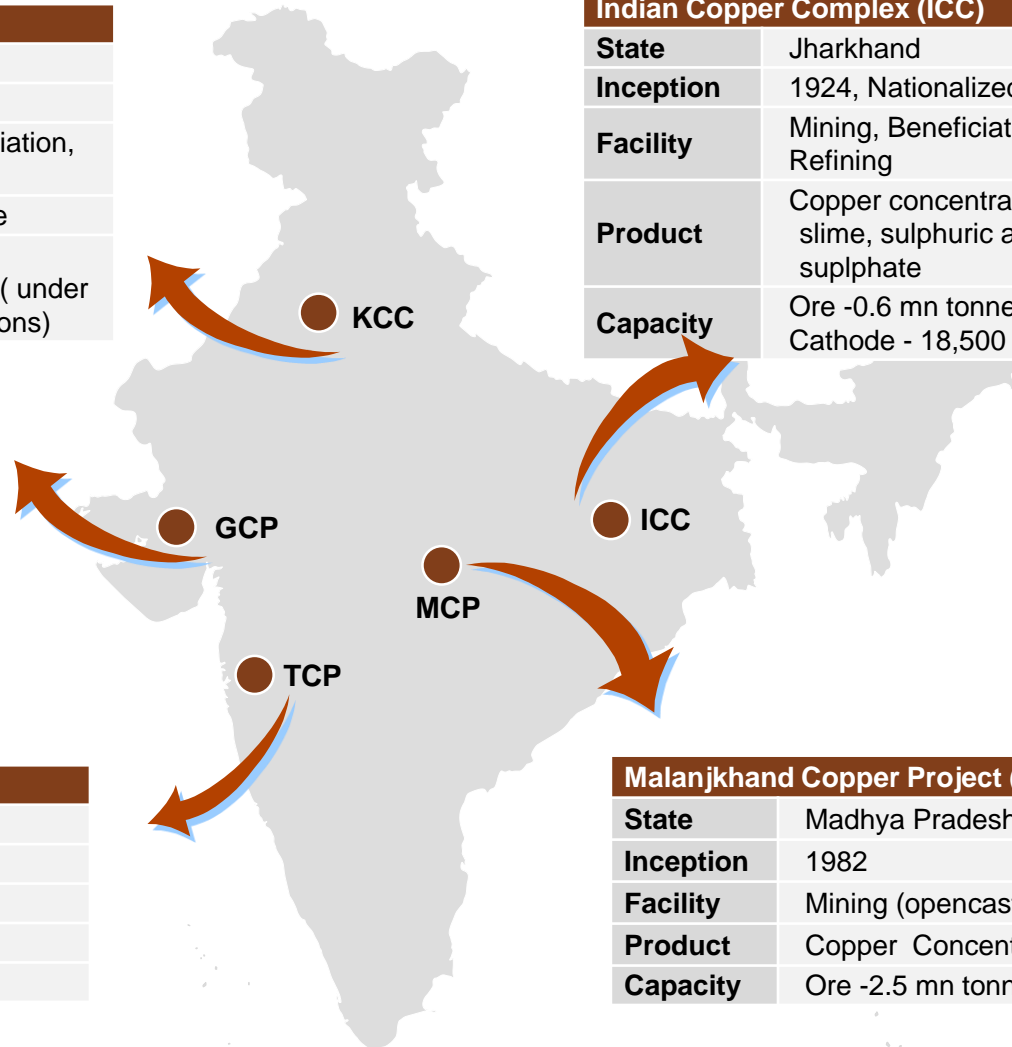 Indian Copper Complex (ICC)
State Jharkhand
Inception 1924, Nationalized
Facility Mining, Beneficiat
Refining
Product Copper concentra
slime, sulphuric a
suplphate
Capacity Ore -0.6 mn tonne
Cathode - 18,500
iation,
e
( under
ons)
KCC
GCP
ICC
MCP
TCP
Malanjkhand Copper Project (
State Madhya Pradesh
Inception 1982
Facility Mining (opencas
Product Copper Concent
Capacity Ore -2.5 mn tonn